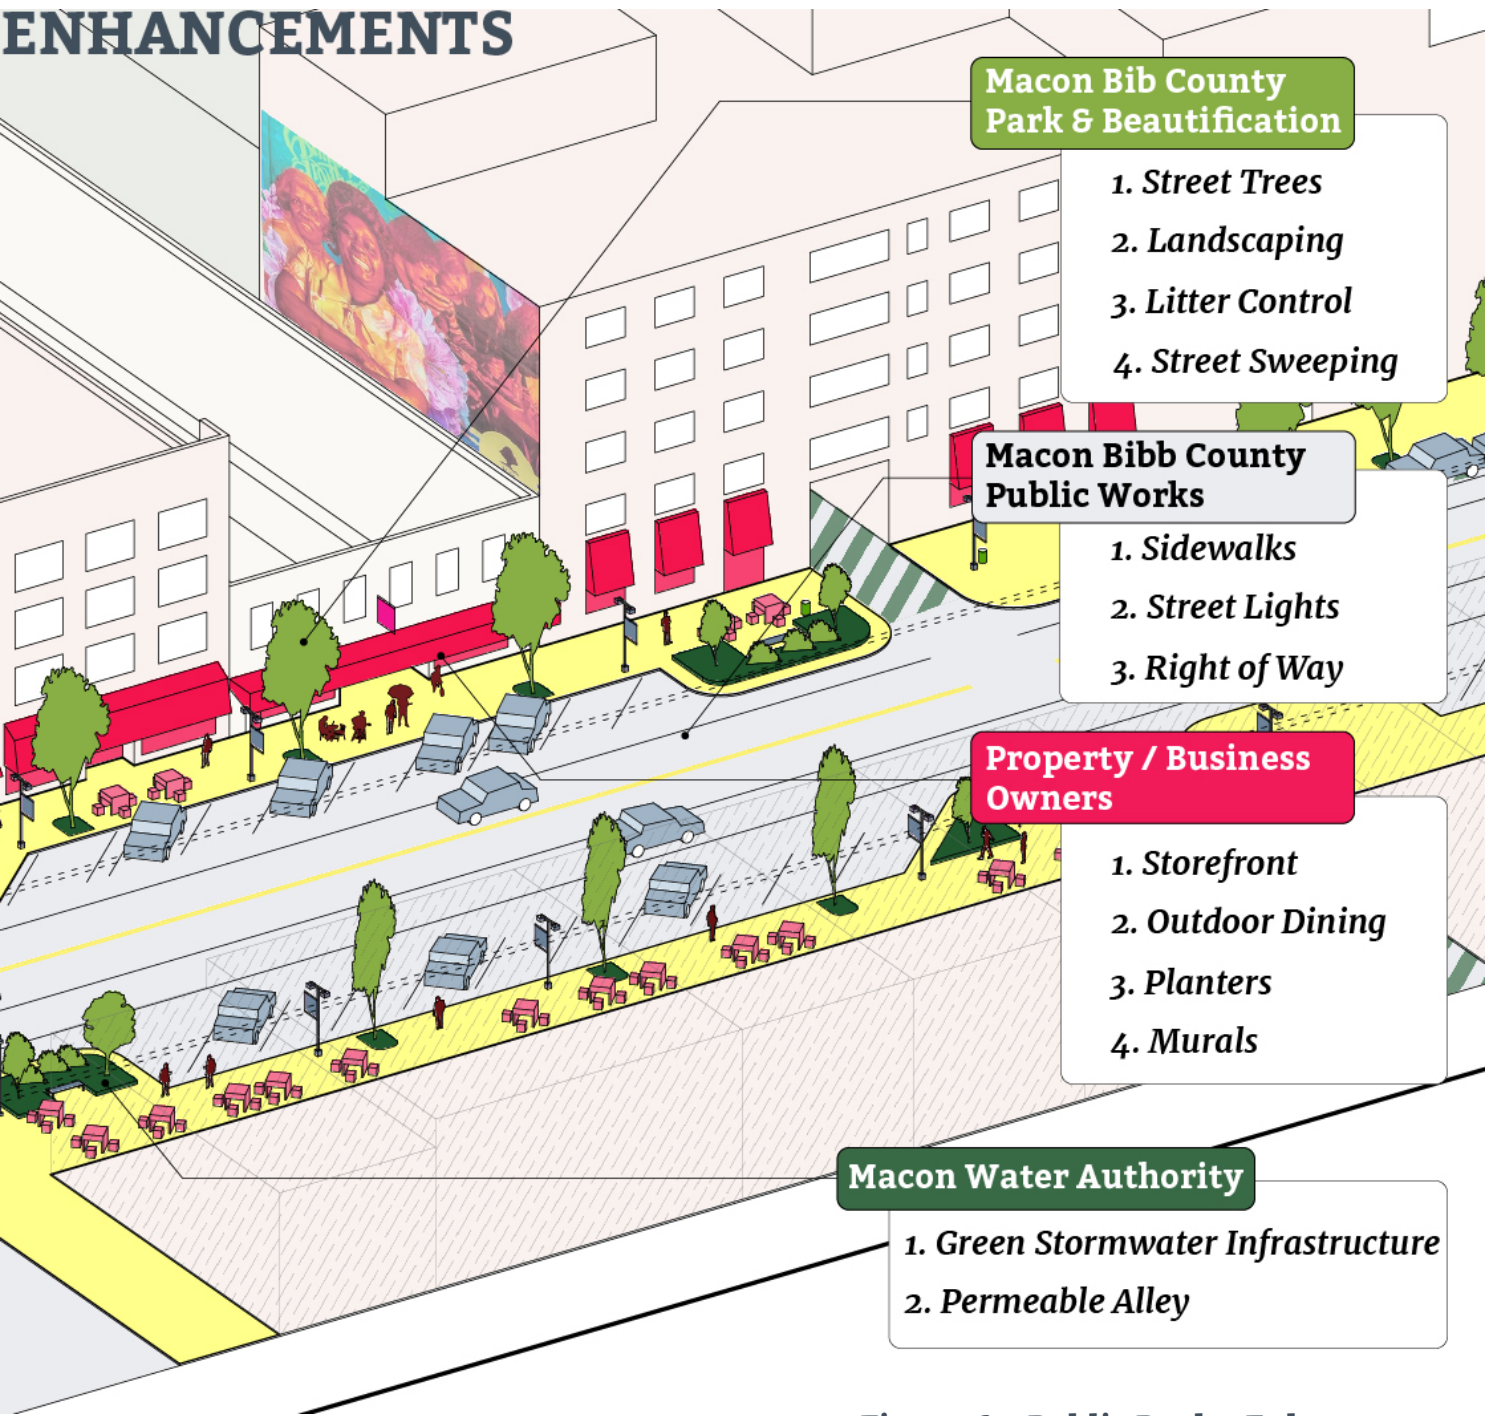 ENHANCEMENTS
Macon Bib County
Park & Beautification
1. Street Trees
2. Landscaping
3. Litter Control
4. Street Sweeping
Macon Bibb County
Public Works
1. Sidewalks
2. Street Lights
3. Right of Way
Property / Business
Owners
1. Storefront
2. Outdoor Dining
3. Planters
4. Murals
Macon Water Authority
1. Green Stormwater Infrastructure
2. Permeable Alley